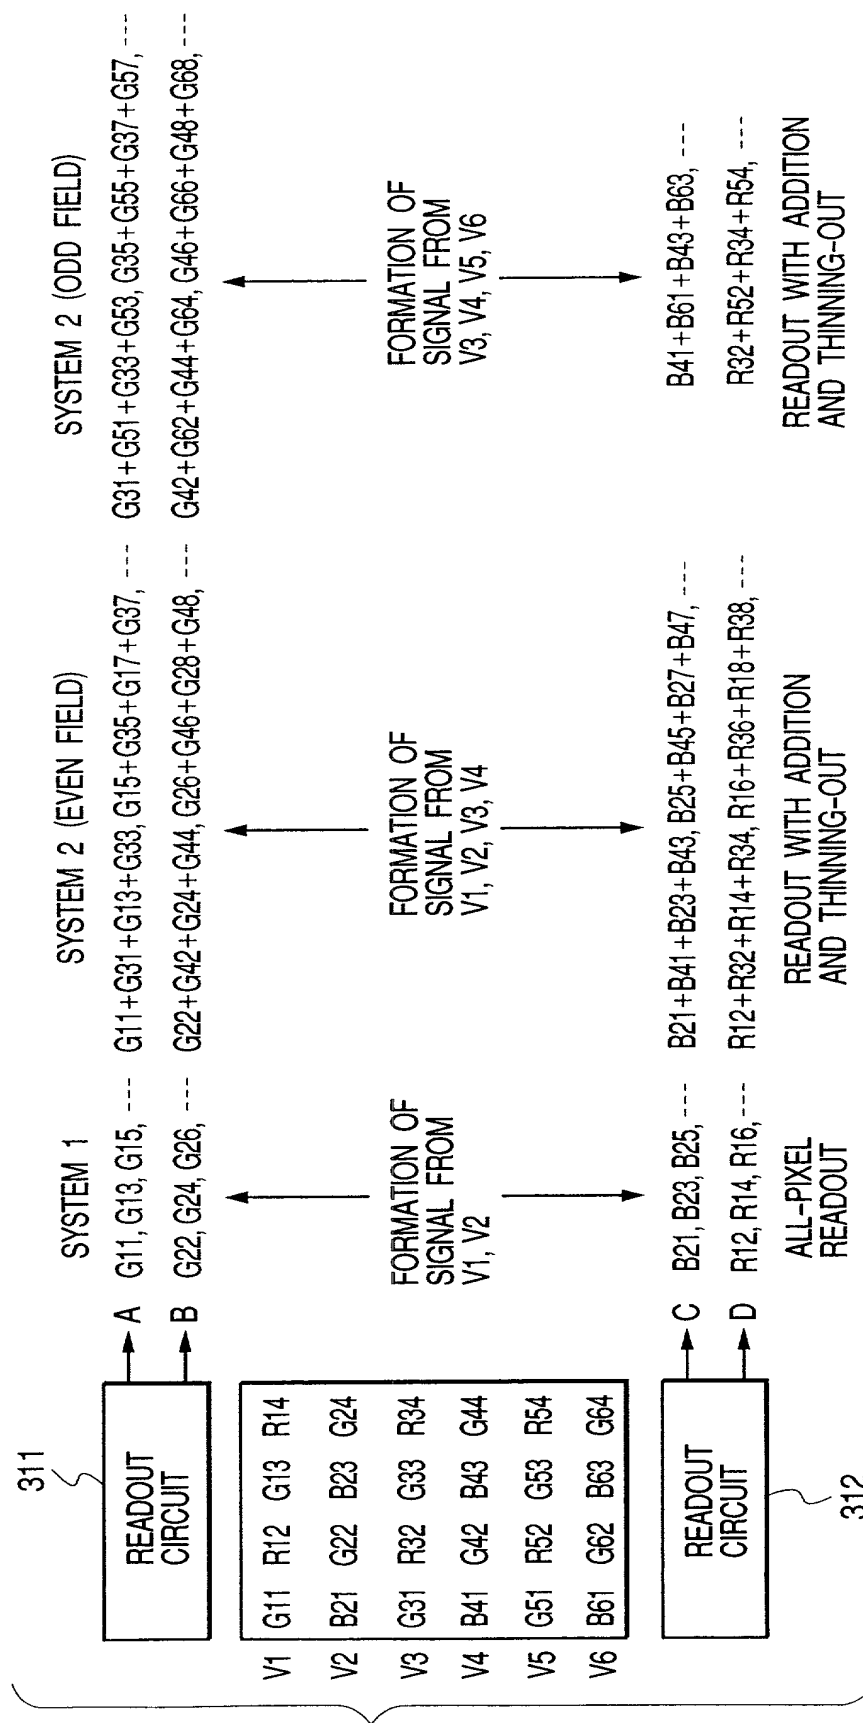 SYSTEM 1
SYSTEM 2 (EVEN FIELD)
SYSTEM 2 (ODD FIELD)
311
READOUT
CIRCUIT
A
G11, G13, G15, ---
G11+G31+G13+G33, G15+G35+G17+G37, ---
G31+G51+G33+G53, G35+G55+G37+G57, ---
B
G22, G24, G26, ---
G22+G42+G24+G44, G26+G46+G28+G48, ---
G42+G62+G44+G64, G46+G66+G48+G68, ---
V1 G11 R12 G13 R14
V2 B21 G22 B23 G24
V3 G31 R32 G33 R34
V4 B41 G42 B43 G44
V5 G51 R52 G53 R54
V6 B61 G62 B63 G64
FORMATION OF
SIGNAL FROM
V1, V2
FORMATION OF
SIGNAL FROM
V1, V2, V3, V4
FORMATION OF
SIGNAL FROM
V3, V4, V5, V6
READOUT
CIRCUIT
312
C
B21, B23, B25, ---
B21+B41+B23+B43, B25+B45+B27+B47, ---
B41+B61+B43+B63, ---
D
R12, R14, R16, ---
R12+R32+R14+R34, R16+R36+R18+R38, ---
R32+R52+R34+R54, ---
ALL-PIXEL
READOUT
READOUT WITH ADDITION
AND THINNING-OUT
READOUT WITH ADDITION
AND THINNING-OUT